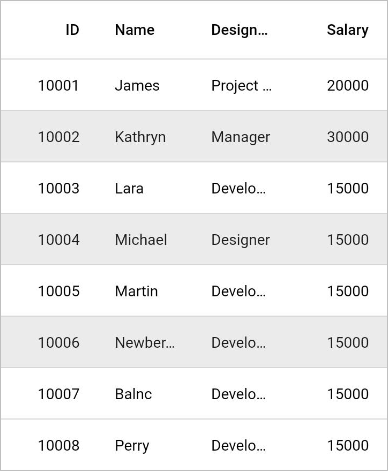 ID Name Design... Salary
10001 James Project ... 20000
10002 Kathryn Manager 30000
10003 Lara Develo... 15000
10004 Michael Designer 15000
10005 Martin Develo... 15000
10006 Newber... Develo... 15000
10007 Balnc Develo... 15000
10008 Perry Develo... 15000